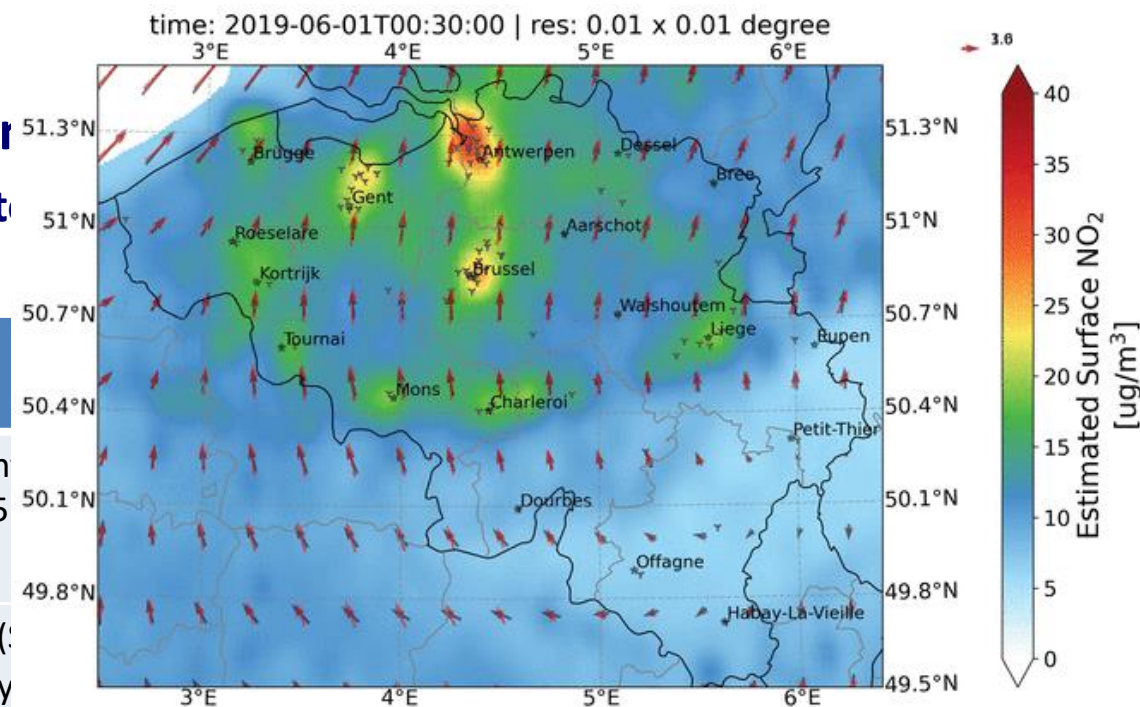 time: 2019-06-01T00:30:00 | res: 0.01 x 0.01 degree
3°E 4°E 5°E 6°E
3.6
51.3°N
51°N
50.7°N
50.4°N
50.1°N
49.8°N
Brugge
Antwerpen
Dessel
Bree
Gent
Roeselare
Aarschot
Kortrijk
Brussel
Walshoutem
Tournai
Liege
Eupen
Mons
Charleroi
Petit-Thier
Dourbes
Offagne
Habay-La-Vieille
51.3°N
51°N
50.7°N
50.4°N
50.1°N
49.8°N
49.5°N
3°E 4°E 5°E 6°E
40
35
30
25
20
15
10
5
0
Estimated Surface NO₂
[ug/m³]